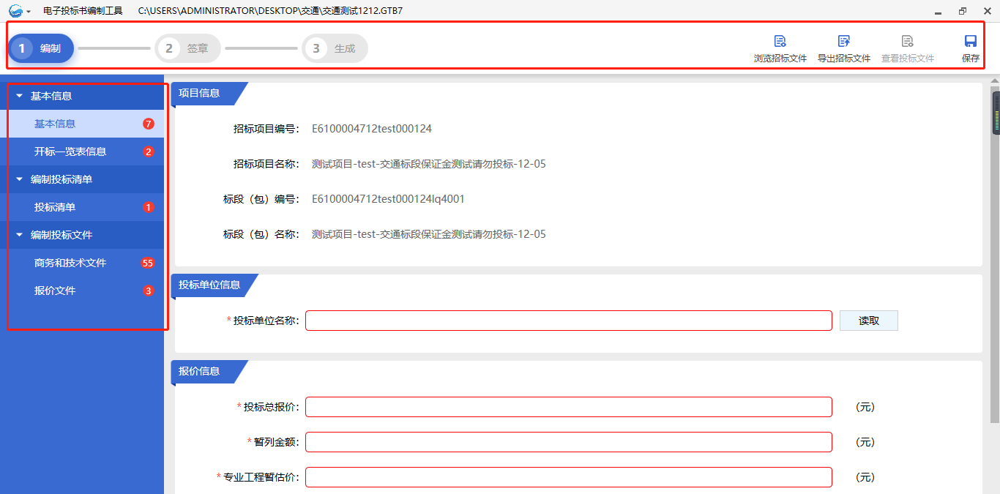 电子投标书编制工具 C:\USERS\ADMINISTRATOR\DESKTOP\交通\交通测试1212.GTB7
1 编制 2 签章 3 生成
浏览招标文件 导出招标文件 查看投标文件 保存
基本信息
基本信息 7
开标一览表信息 2
编制投标清单
投标清单 1
编制投标文件
商务和技术文件 55
报价文件 3
项目信息
招标项目编号： E6100004712test000124
招标项目名称： 测试项目-test-交通标段保证金测试请勿投标-12-05
标段（包）编号： E6100004712test000124lq4001
标段（包）名称： 测试项目-test-交通标段保证金测试请勿投标-12-05
投标单位信息
*投标单位名称： 读取
报价信息
*投标总报价： （元）
*暂列金额： （元）
*专业工程暂估价： （元）